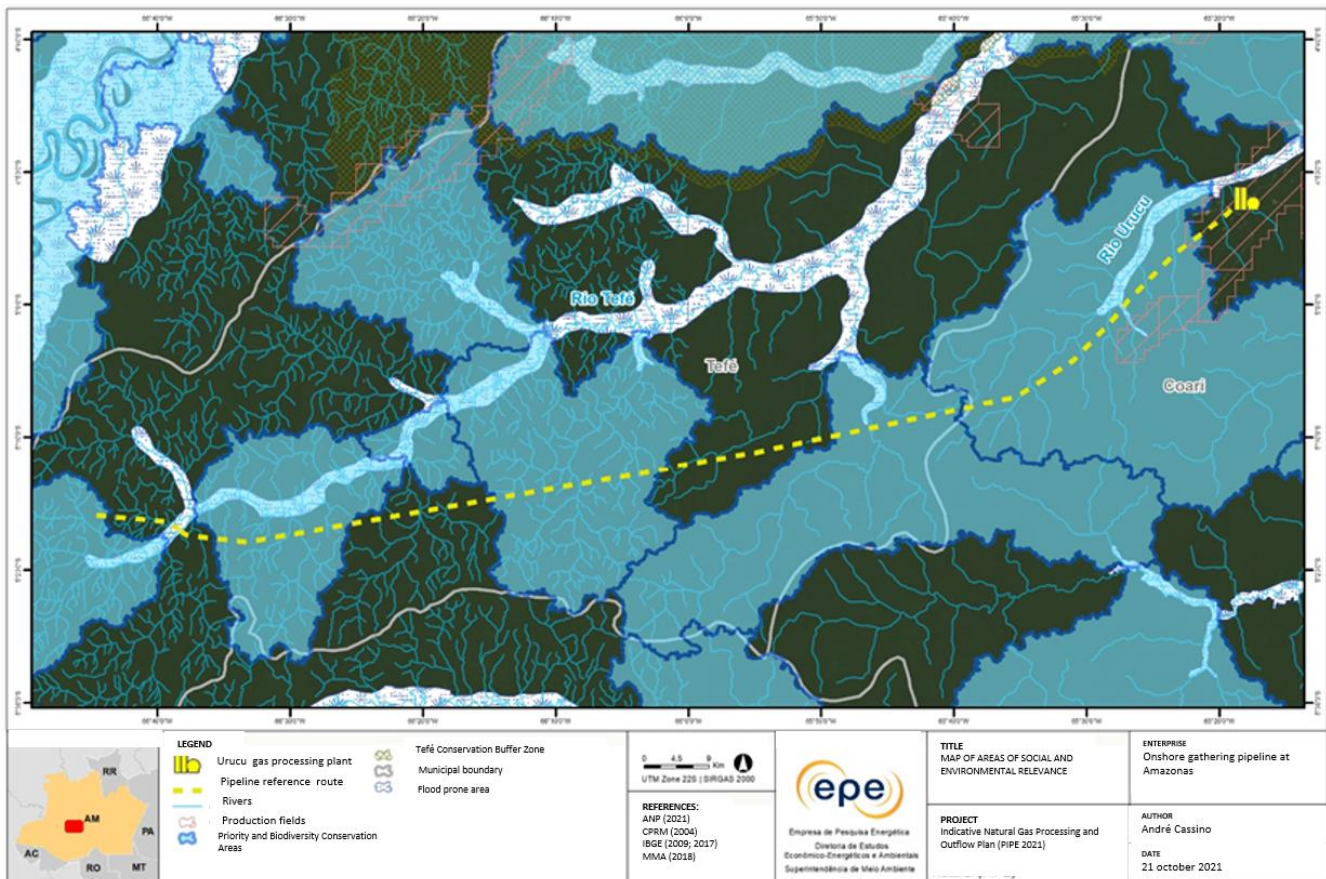 Rio Urucu
Rio Tefé
Tefé
Coari
LEGEND
Urucu gas processing plant
Pipeline reference route
Rivers
Production fields
Priority and Biodiversity Conservation
Areas
Tefé Conservation Buffer Zone
Municipal boundary
Flood prone area
RR
AM
PA
AC
RO
MT
0 4.5 9
Km
UTM Zone 22S | SIRGAS 2000
REFERENCES:
ANP (2021)
CPRM (2004)
IBGE (2009; 2017)
MMA (2018)
epe
Empresa de Pesquisa Energética
Diretoria de Estudos
Econômico-Energéticos e Ambientais
Superintendência de Meio Ambiente
TITLE
MAP OF AREAS OF SOCIAL AND
ENVIRONMENTAL RELEVANCE
PROJECT
Indicative Natural Gas Processing and
Outflow Plan (PIPE 2021)
ENTERPRISE
Onshore gathering pipeline at
Amazonas
AUTHOR
André Cassino
DATE
21 october 2021